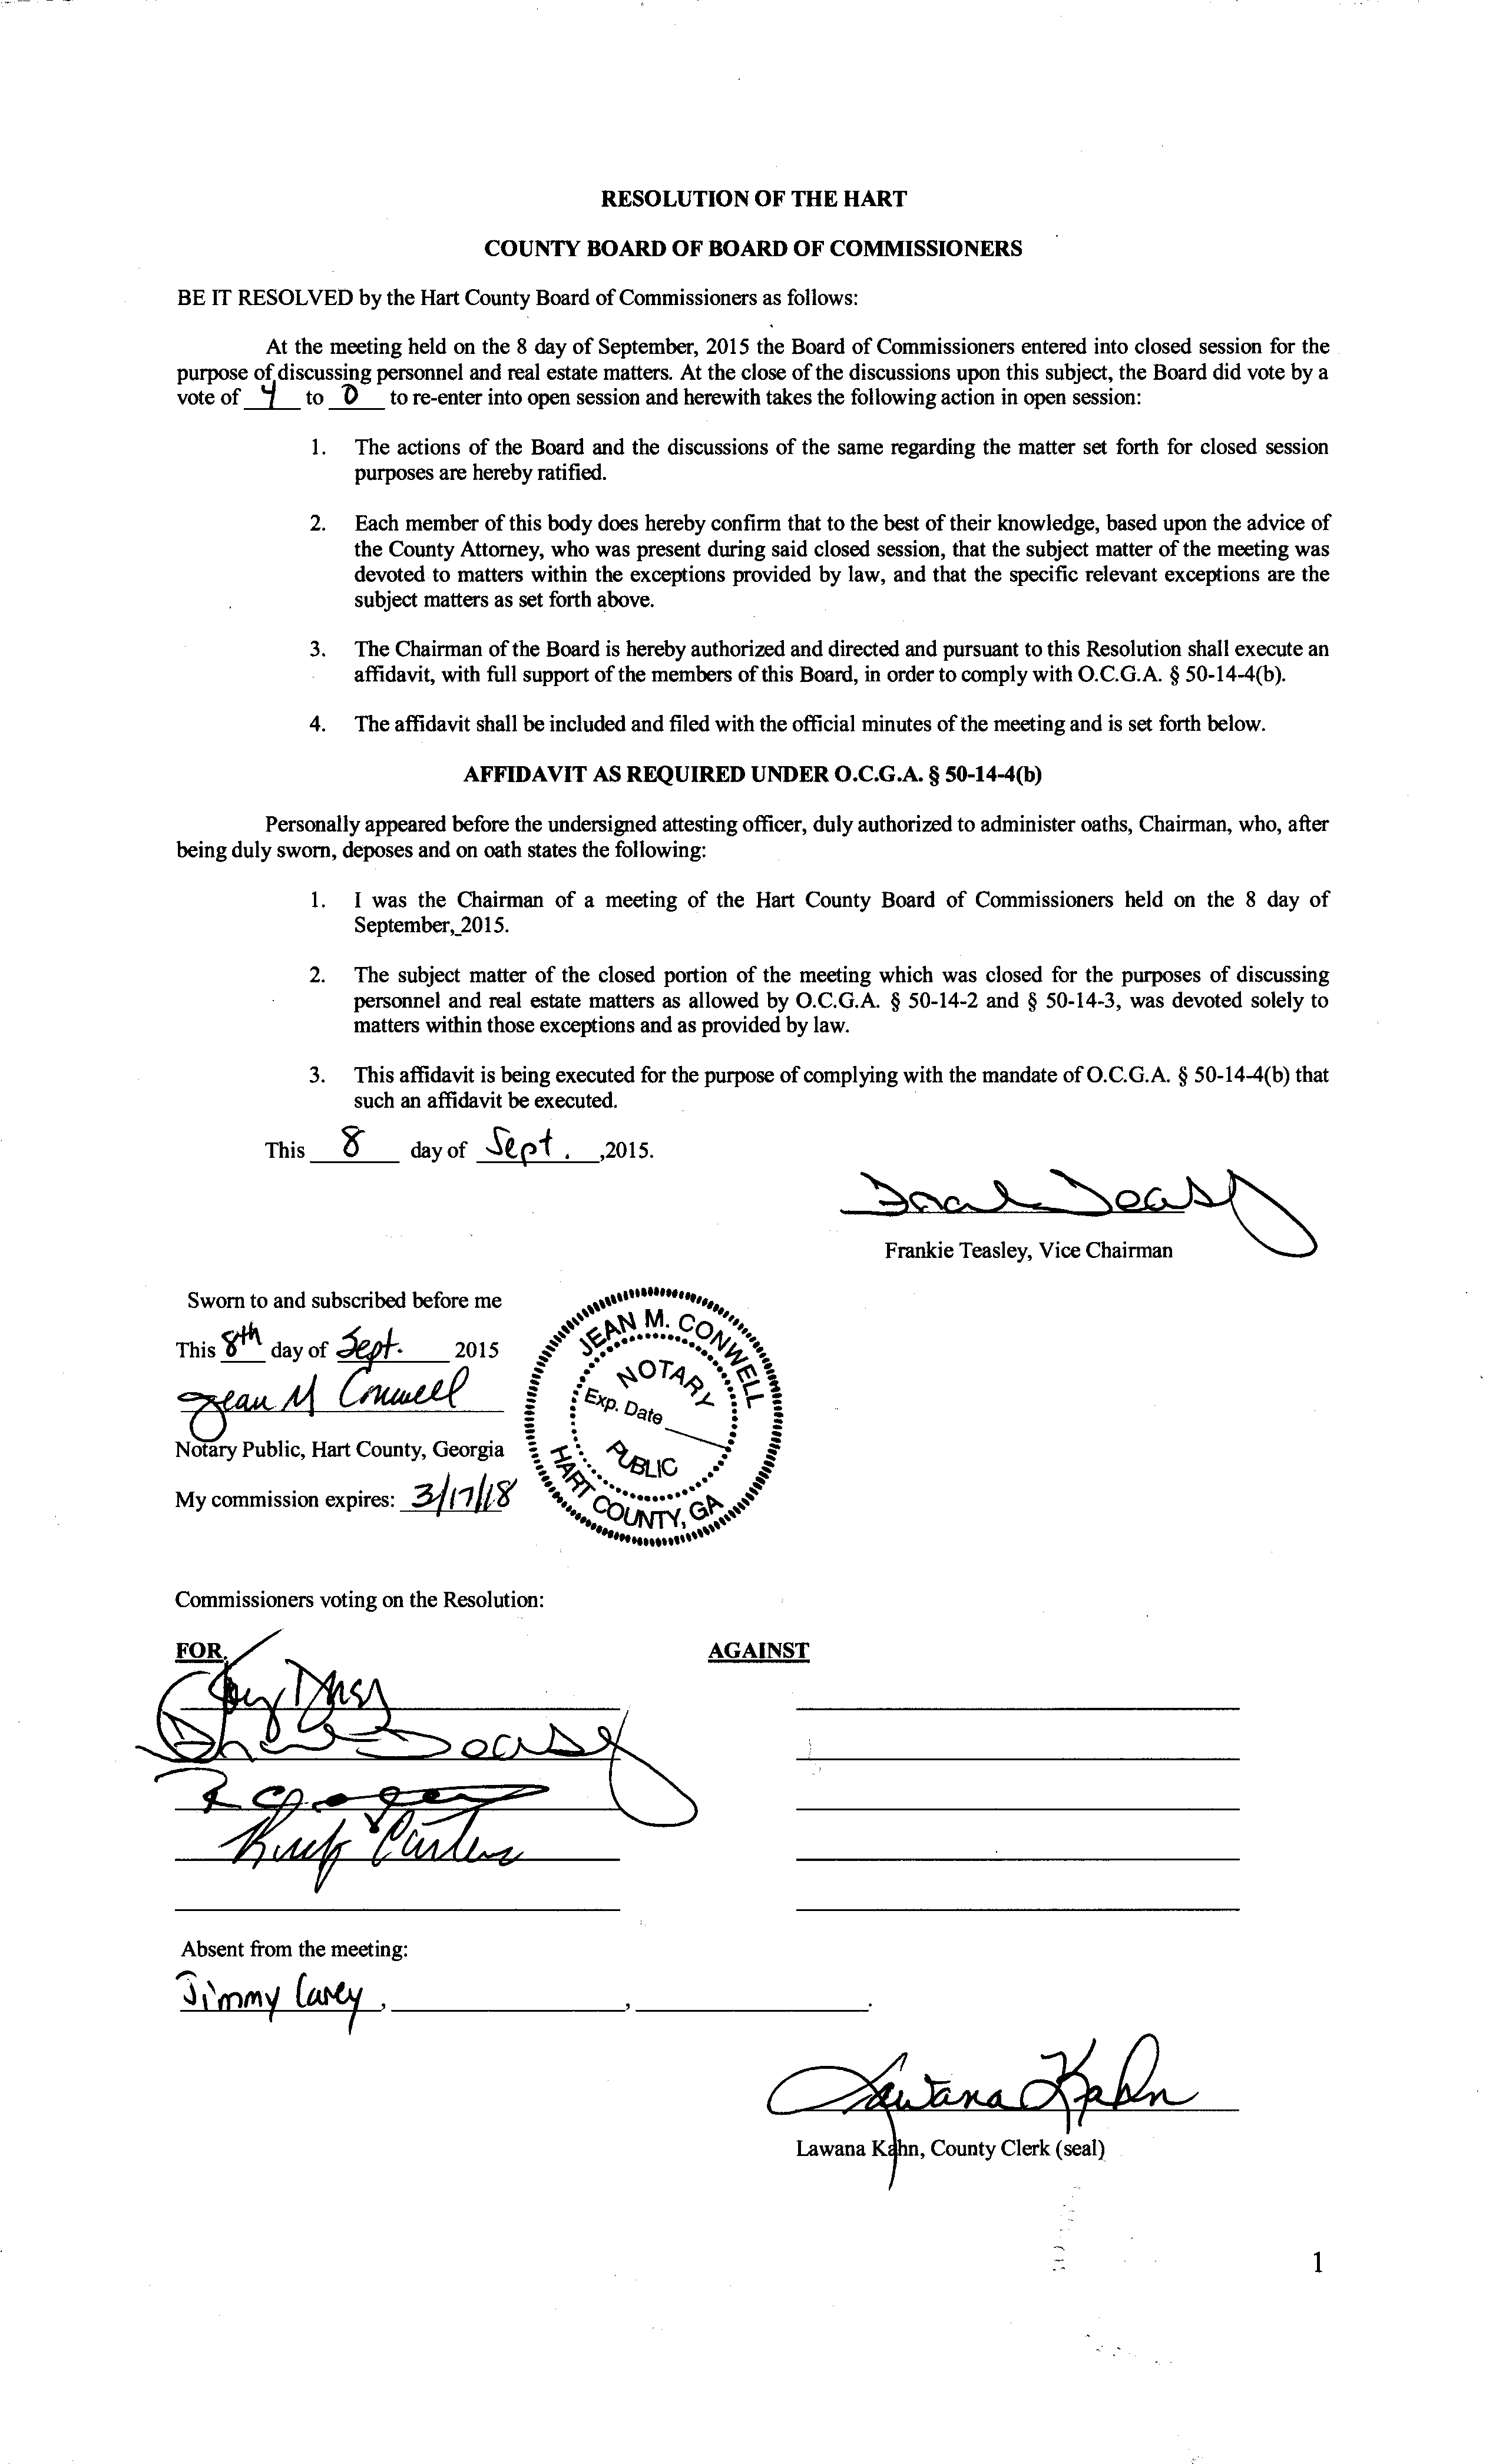 RESOLUTION OF THE HART
COUNTY BOARD OF BOARD OF COMMISSIONERS
BE IT RESOLVED by the Hart County Board of Commissioners as follows:
At the meeting held on the 8 day of September, 2015 the Board of Commissioners entered into closed session for the
purpose of discussing personnel and real estate matters. At the close of the discussions upon this subject, the Board did vote by a
vote of 4 to 0 to re-enter into open session and herewith takes the following action in open session:
1. The actions of the Board and the discussions of the same regarding the matter set forth for closed session
purposes are hereby ratified.
2. Each member of this body does hereby confirm that to the best of their knowledge, based upon the advice of
the County Attorney, who was present during said closed session, that the subject matter of the meeting was
devoted to matters within the exceptions provided by law, and that the specific relevant exceptions are the
subject matters as set forth above.
3. The Chairman of the Board is hereby authorized and directed and pursuant to this Resolution shall execute an
affidavit, with full support of the members of this Board, in order to comply with O.C.G.A. § 50-14-4(b).
4. The affidavit shall be included and filed with the official minutes of the meeting and is set forth below.
AFFIDAVIT AS REQUIRED UNDER O.C.G.A. § 50-14-4(b)
Personally appeared before the undersigned attesting officer, duly authorized to administer oaths, Chairman, who, after
being duly sworn, deposes and on oath states the following:
1. I was the Chairman of a meeting of the Hart County Board of Commissioners held on the 8 day of
September,_2015.
2. The subject matter of the closed portion of the meeting which was closed for the purposes of discussing
personnel and real estate matters as allowed by O.C.G.A. § 50-14-2 and § 50-14-3, was devoted solely to
matters within those exceptions and as provided by law.
3. This affidavit is being executed for the purpose of complying with the mandate of O.C.G.A. § 50-14-4(b) that
such an affidavit be executed.
This 8 day of Sept. ,2015.
Frankie Teasley, Vice Chairman
Sworn to and subscribed before me
This 8th day of Sept. 2015
Jean M Conwell
Notary Public, Hart County, Georgia
My commission expires: 3/17/18
JEAN M. CONWELL
NOTARY
Exp. Date
PUBLIC
HART COUNTY, GA
Commissioners voting on the Resolution:
FOR AGAINST
Absent from the meeting:
Jimmy Carey , , .
Lawana Kahn
Lawana Kahn, County Clerk (seal)
1